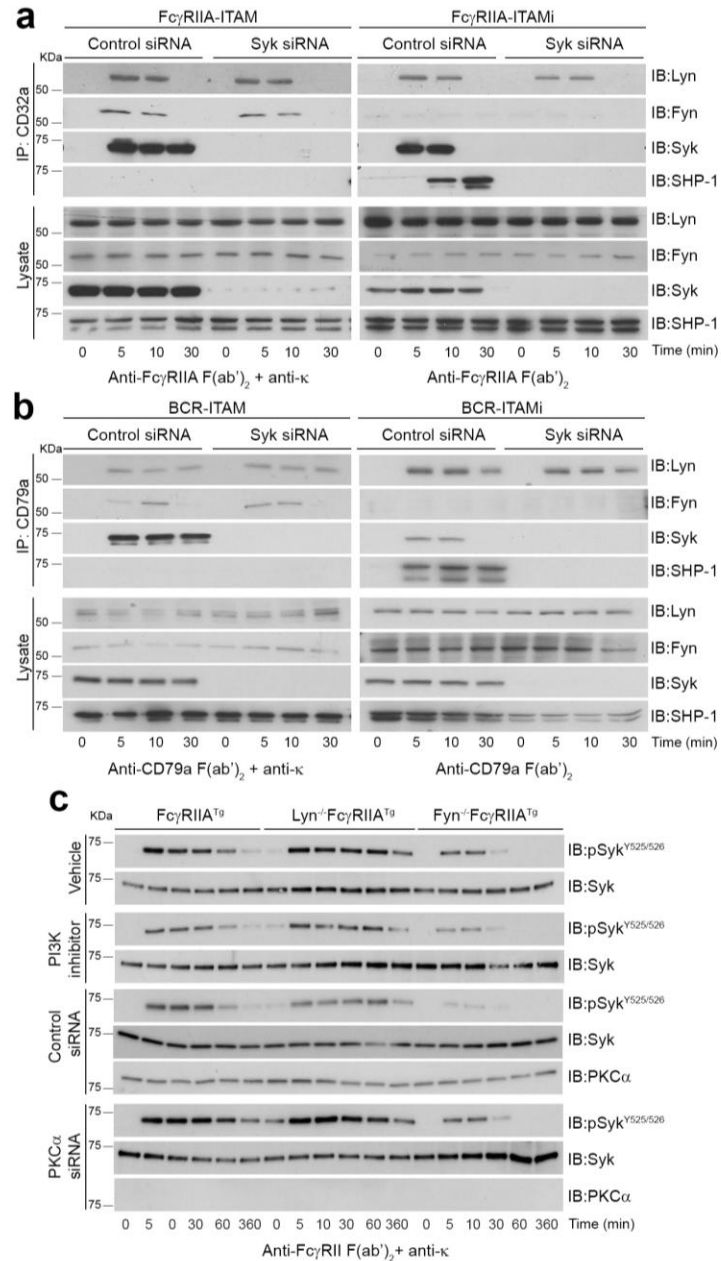 a
FcγRIIA-ITAM FcγRIIA-ITAMi
Control siRNA Syk siRNA Control siRNA Syk siRNA
KDa
IP: CD32a
50 IB:Lyn
50 IB:Fyn
75 IB:Syk
75 IB:SHP-1
Lysate
50 IB:Lyn
50 IB:Fyn
75 IB:Syk
75 IB:SHP-1
0 5 10 30 0 5 10 30 0 5 10 30 0 5 10 30 Time (min)
Anti-FcγRIIA F(ab')2 + anti-κ Anti-FcγRIIA F(ab')2
b
BCR-ITAM BCR-ITAMi
Control siRNA Syk siRNA Control siRNA Syk siRNA
KDa
IP: CD79a
50 IB:Lyn
50 IB:Fyn
75 IB:Syk
75 IB:SHP-1
Lysate
50 IB:Lyn
50 IB:Fyn
75 IB:Syk
75 IB:SHP-1
0 5 10 30 0 5 10 30 0 5 10 30 0 5 10 30 Time (min)
Anti-CD79a F(ab')2 + anti-κ Anti-CD79a F(ab')2
c
KDa FcγRIIATg Lyn-/-FcγRIIATg Fyn-/-FcγRIIATg
Vehicle
75 IB:pSykY525/526
75 IB:Syk
PI3K inhibitor
75 IB:pSykY525/526
75 IB:Syk
Control siRNA
75 IB:pSykY525/526
75 IB:Syk
75 IB:PKCα
PKCα siRNA
75 IB:pSykY525/526
75 IB:Syk
75 IB:PKCα
0 5 0 30 60 360 0 5 10 30 60 360 0 5 10 30 60 360 Time (min)
Anti-FcγRII F(ab')2+ anti-κ